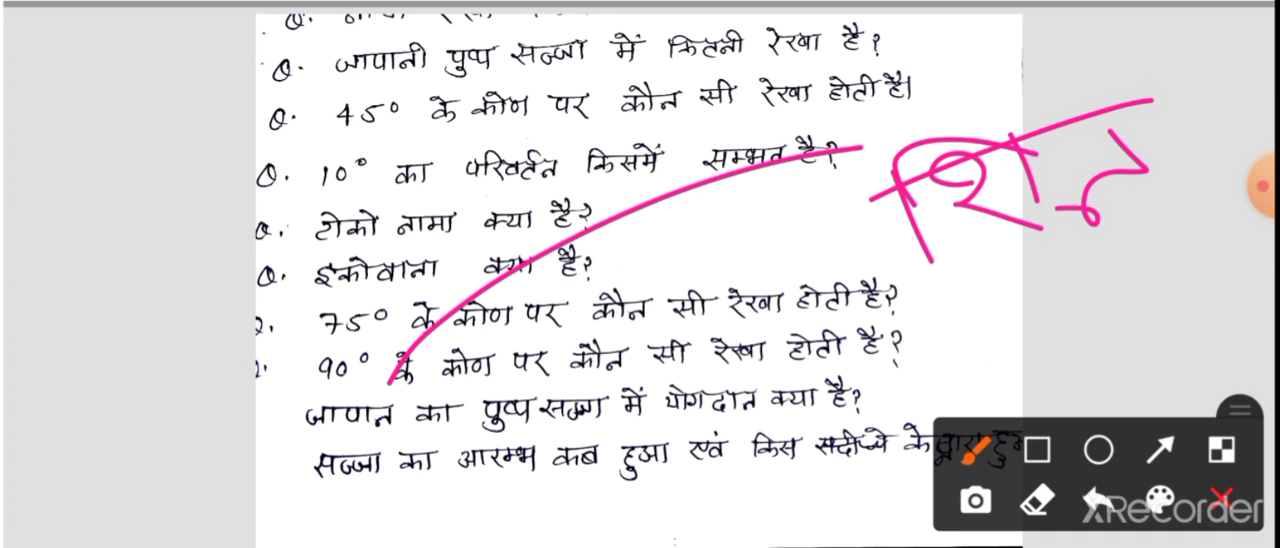 Q. जापानी पुष्प सज्जा में कितनी रेखा है?
Q. 45° के कोण पर कौन सी रेखा होती है।
Q. 10° का परिवर्तन किसमें सम्भव है?
Q. टोको नामा क्या है?
Q. इकोवाना क्या है?
75° के कोण पर कौन सी रेखा होती है?
90° के कोण पर कौन सी रेखा होती है?
जापान का पुष्प सज्जा में योगदान क्या है?
सज्जा का आरम्भ कब हुआ एवं किस के द्वारा
XRecorder